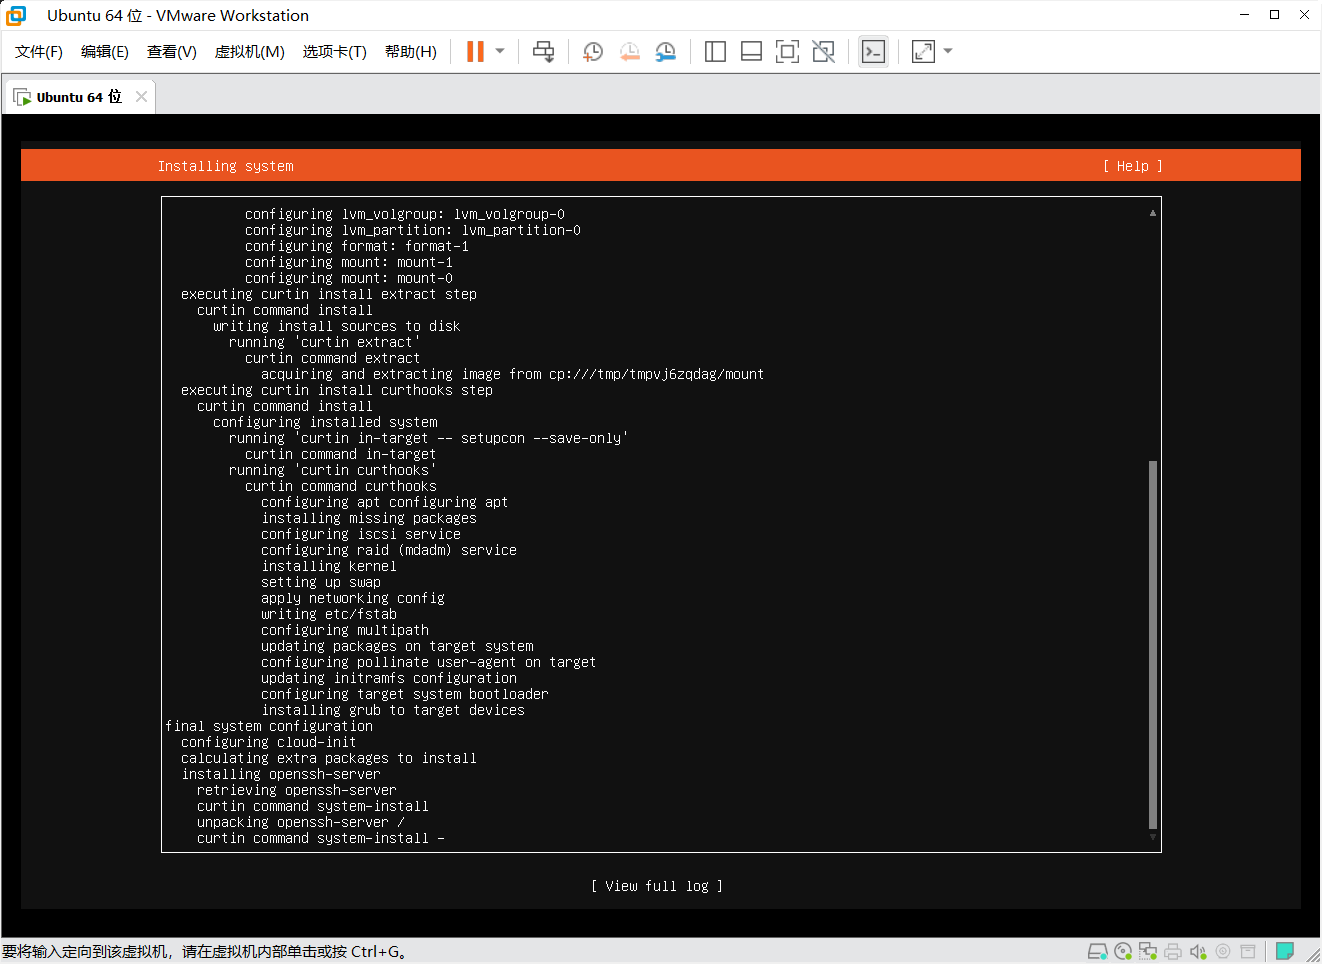 Ubuntu 64 位 - VMware Workstation
文件(F) 编辑(E) 查看(V) 虚拟机(M) 选项卡(T) 帮助(H)
Ubuntu 64 位
Installing system [ Help ]
configuring lvm_volgroup: lvm_volgroup-0
configuring lvm_partition: lvm_partition-0
configuring format: format-1
configuring mount: mount-1
configuring mount: mount-0
executing curtin install extract step
curtin command install
writing install sources to disk
running 'curtin extract'
curtin command extract
acquiring and extracting image from cp:///tmp/tmpvj6zqdag/mount
executing curtin install curthooks step
curtin command install
configuring installed system
running 'curtin in-target -- setupcon --save-only'
curtin command in-target
running 'curtin curthooks'
curtin command curthooks
configuring apt configuring apt
installing missing packages
configuring iscsi service
configuring raid (mdadm) service
installing kernel
setting up swap
apply networking config
writing etc/fstab
configuring multipath
updating packages on target system
configuring pollinate user-agent on target
updating initramfs configuration
configuring target system bootloader
installing grub to target devices
final system configuration
configuring cloud-init
calculating extra packages to install
installing openssh-server
retrieving openssh-server
curtin command system-install
unpacking openssh-server /
curtin command system-install -
[ View full log ]
要将输入定向到该虚拟机，请在虚拟机内部单击或按 Ctrl+G。